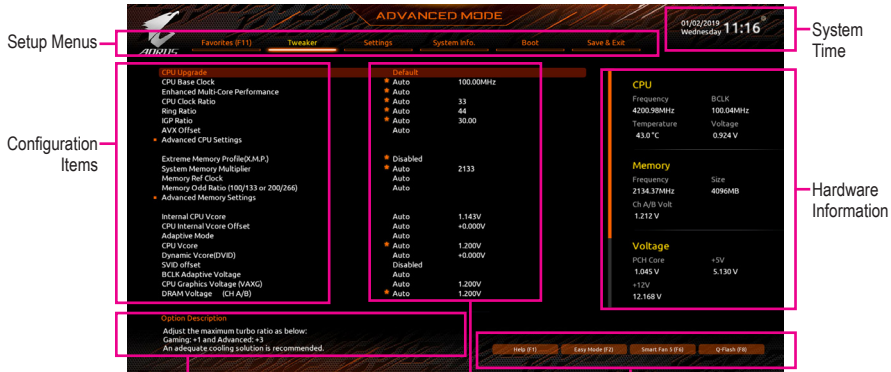 ADVANCED MODE
01/02/2019
Wednesday 11:16
System
Time
Setup Menus
AORUS
Favorites (F11) Tweaker Settings System Info. Boot Save & Exit
Configuration
Items
CPU Upgrade Default
CPU Base Clock Auto 100.00MHz
Enhanced Multi-Core Performance Auto
CPU Clock Ratio Auto 33
Ring Ratio Auto 44
IGP Ratio Auto 30.00
AVX Offset Auto
Advanced CPU Settings
Extreme Memory Profile(X.M.P.) Disabled
System Memory Multiplier Auto 2133
Memory Ref Clock Auto
Memory Odd Ratio (100/133 or 200/266) Auto
Advanced Memory Settings
Internal CPU Vcore Auto 1.143V
CPU Internal Vcore Offset Auto +0.000V
Adaptive Mode Auto
CPU Vcore Auto 1.200V
Dynamic Vcore(DVID) Auto +0.000V
SVID offset Disabled
BCLK Adaptive Voltage Auto
CPU Graphics Voltage (VAXG) Auto 1.200V
DRAM Voltage (CH A/B) Auto 1.200V
CPU
Frequency BCLK
4200.98MHz 100.04MHz
Temperature Voltage
43.0 °C 0.924 V
Memory
Frequency Size
2134.37MHz 4096MB
Ch A/B Volt
1.212 V
Voltage
PCH Core +5V
1.045 V 5.130 V
+12V
12.168 V
Hardware
Information
Option Description
Adjust the maximum turbo ratio as below:
Gaming: +1 and Advanced: +3
An adequate cooling solution is recommended.
Help (F1) Easy Mode (F2) Smart Fan 5 (F6) Q-Flash (F8)